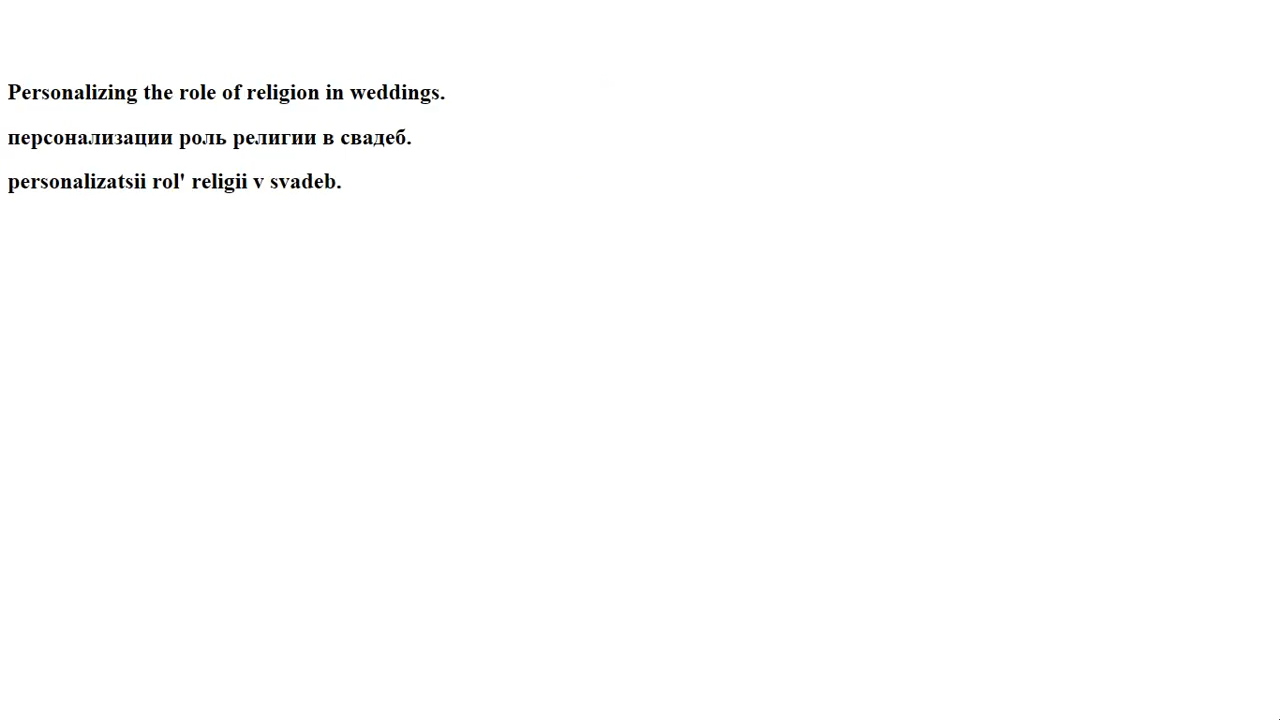 Personalizing the role of religion in weddings.
персонализации роль религии в свадеб.
personalizatsii rol' religii v svadeb.